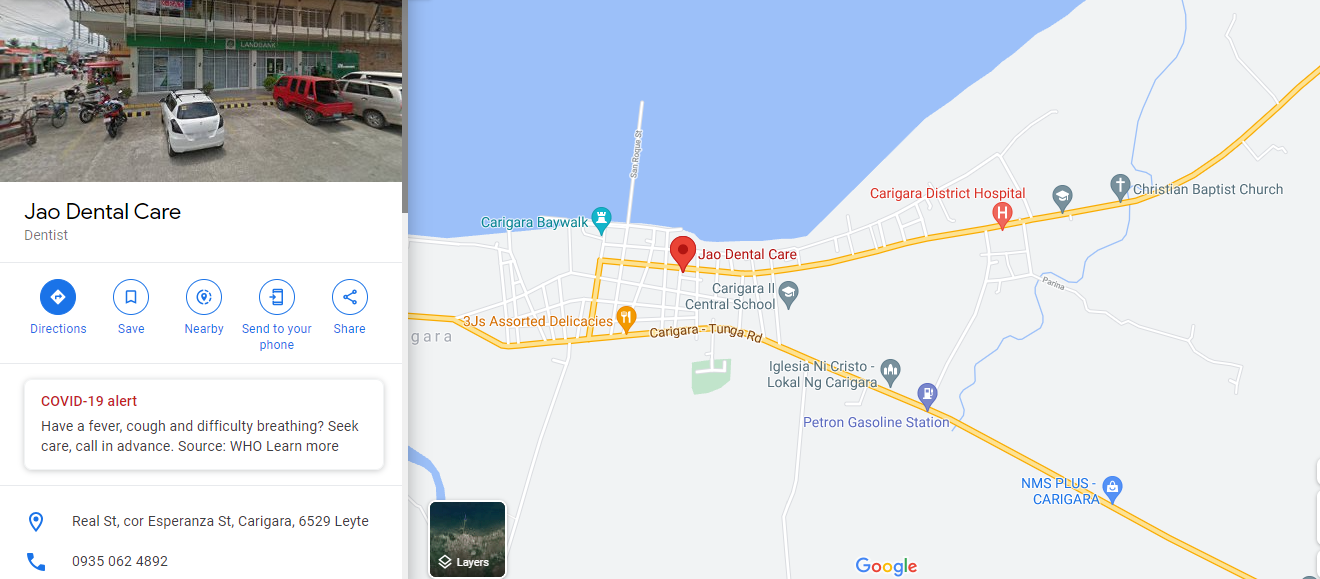 LANDBANK
Jao Dental Care
Dentist
Directions
Save
Nearby
Send to your
phone
Share
COVID-19 alert
Have a fever, cough and difficulty breathing? Seek
care, call in advance. Source: WHO Learn more
Real St, cor Esperanza St, Carigara, 6529 Leyte
0935 062 4892
San Roque St
Carigara Baywalk
Carigara District Hospital
Christian Baptist Church
Jao Dental Care
Carigara II
Central School
Parina
3Js Assorted Delicacies
Carigara - Tunga Rd
gara
Iglesia Ni Cristo -
Lokal Ng Carigara
Petron Gasoline Station
NMS PLUS -
CARIGARA
Layers
Google